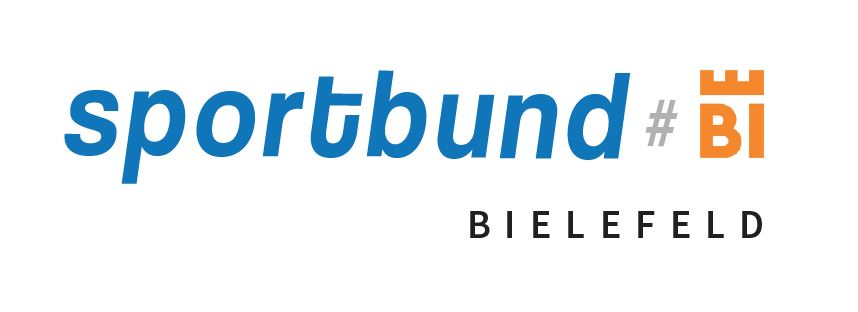 sportbund # BI
BIELEFELD